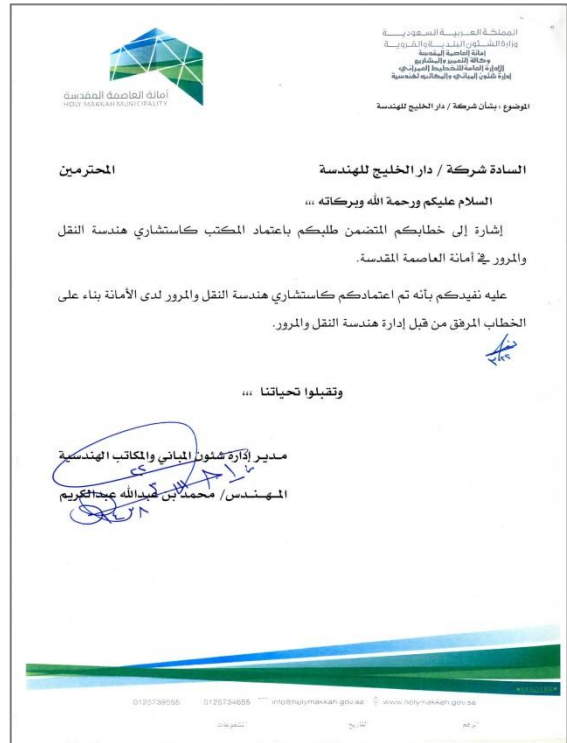 المملكة العربية السعودية
وزارة الشئون البلدية والقروية
أمانة العاصمة المقدسة
وكالة التعمير والمشاريع
الإدارة العامة للتخطيط العمراني
إدارة شئون المباني والمكاتب الهندسية
أمانة العاصمة المقدسة
HOLY MAKKAH MUNICIPALITY
الموضوع : بشأن شركة / دار الخليج للهندسة
السادة شركة / دار الخليج للهندسة المحترمين
السلام عليكم ورحمة الله وبركاته ،،،
إشارة إلى خطابكم المتضمن طلبكم باعتماد المكتب كاستشاري هندسة النقل
والمرور في أمانة العاصمة المقدسة.
عليه نفيدكم بأنه تم اعتمادكم كاستشاري هندسة النقل والمرور لدى الأمانة بناء على
الخطاب المرفق من قبل إدارة هندسة النقل والمرور.
وتقبلوا تحياتنا ،،،
مدير إدارة شئون المباني والمكاتب الهندسية
المهندس/ محمد بن عبدالله عبدالكريم
info@holymakkah.gov.sa www.holymakkah.gov.sa
الرقم التاريخ المشفوعات